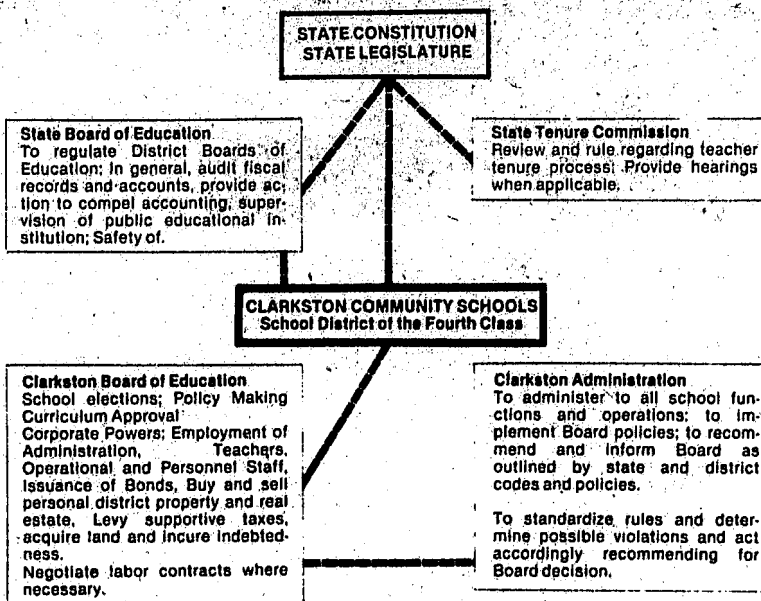 STATE CONSTITUTION
STATE LEGISLATURE
State Board of Education
To regulate District Boards of
Education; In general, audit fiscal
records and accounts, provide ac-
tion to compel accounting, super-
vision of public educational in-
stitution; Safety of.
State Tenure Commission
Review and rule regarding teacher
tenure process; Provide hearings
when applicable.
CLARKSTON COMMUNITY SCHOOLS
School District of the Fourth Class
Clarkston Board of Education
School elections; Policy Making
Curriculum Approval
Corporate Powers; Employment of
Administration, Teachers,
Operational and Personnel Staff,
Issuance of Bonds, Buy and sell
personal district property and real
estate, Levy supportive taxes,
acquire land and incure indebted-
ness.
Negotiate labor contracts where
necessary.
Clarkston Administration
To administer to all school func-
tions and operations; to im-
plement Board policies; to recom-
mend and inform Board as
outlined by state and district
codes and policies.
To standardize rules and deter-
mine possible violations and act
accordingly recommending for
Board decision.